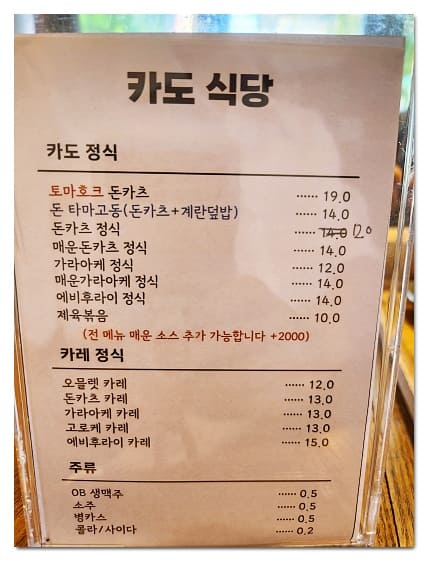 카도 식당
카도 정식
토마호크 돈카츠 ...... 19.0
돈 타마고동(돈카츠+계란덮밥) ...... 14.0
돈카츠 정식 ...... 14.0 12.0
매운돈카츠 정식 ...... 14.0
가라아케 정식 ...... 12.0
매운가라아케 정식 ...... 14.0
에비후라이 정식 ...... 14.0
제육볶음 ...... 10.0
(전 메뉴 매운 소스 추가 가능합니다 +2000)
카레 정식
오믈렛 카레 ...... 12.0
돈카츠 카레 ...... 13.0
가라아케 카레 ...... 13.0
고로케 카레 ...... 13.0
에비후라이 카레 ...... 15.0
주류
OB 생맥주 ...... 0.5
소주 ...... 0.5
병카스 ...... 0.5
콜라/사이다 ...... 0.2